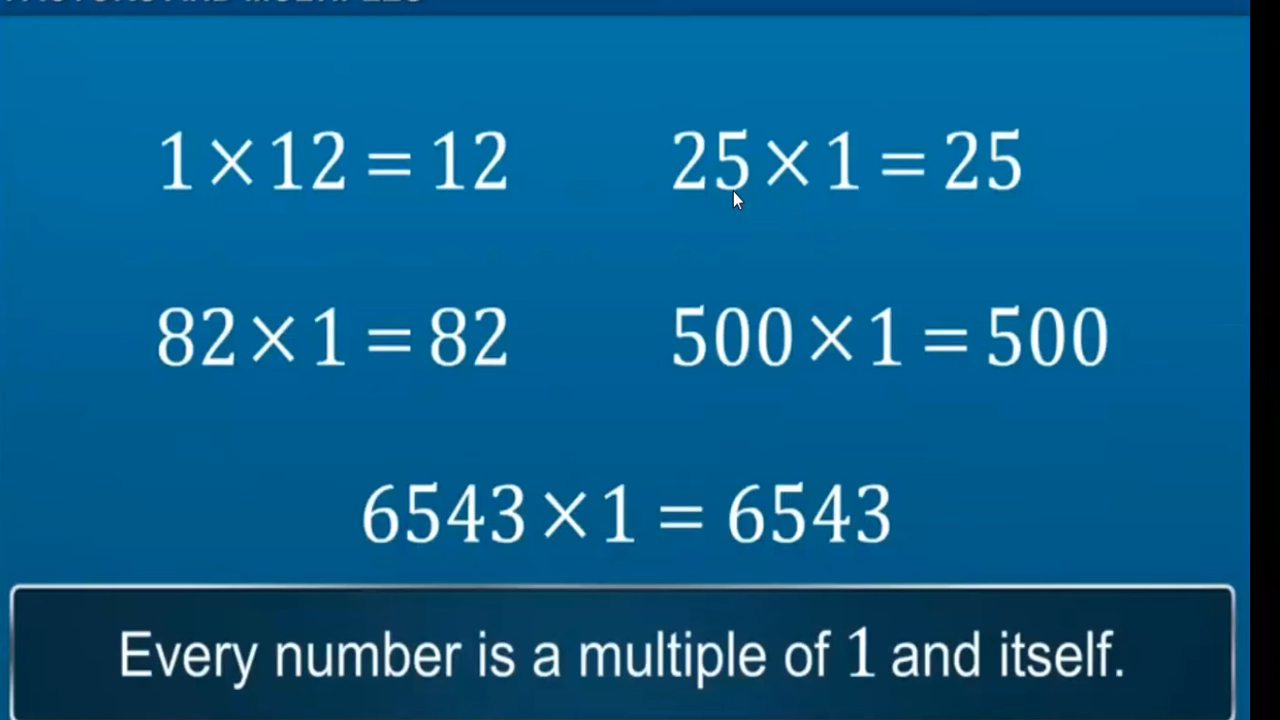 1 × 12 = 12
25 × 1 = 25
82 × 1 = 82
500 × 1 = 500
6543 × 1 = 6543
Every number is a multiple of 1 and itself.